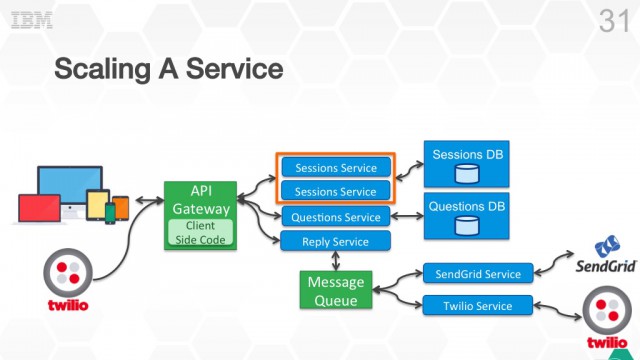 IBM
31
Scaling A Service
Sessions Service
Sessions Service
Sessions DB
API
Gateway
Client
Side Code
Questions Service
Questions DB
Reply Service
twilio
Message
Queue
SendGrid Service
SendGrid
Twilio Service
twilio